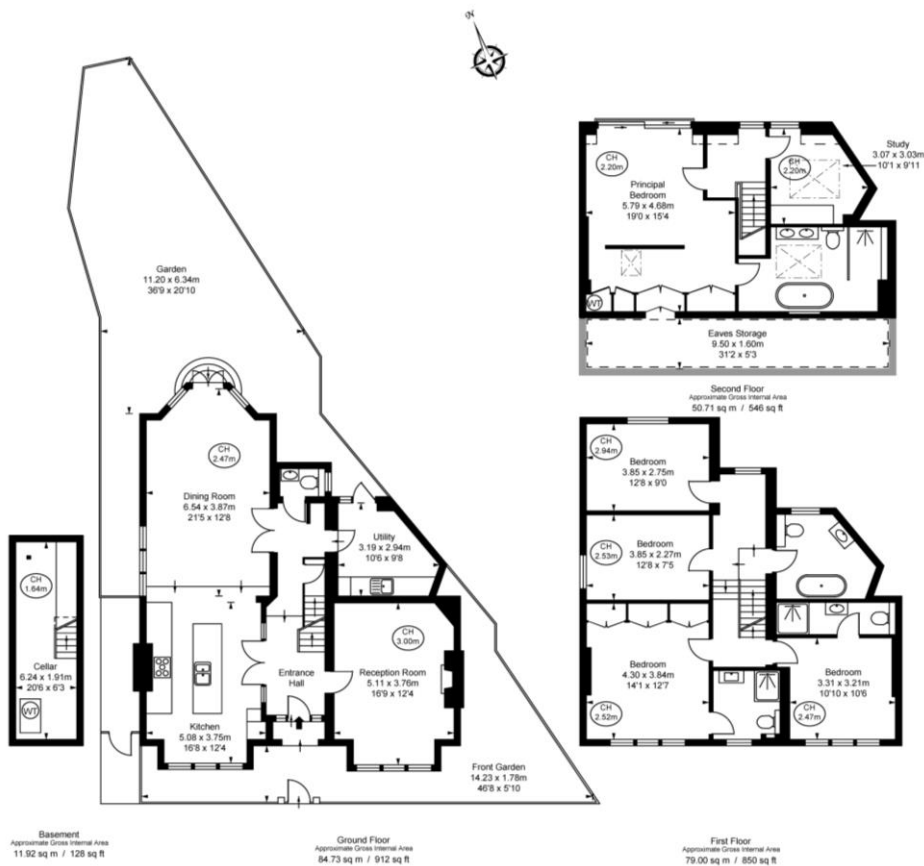 N
Study
3.07 x 3.03m
10'1 x 9'11
CH
2.20m
CH
2.20m
Principal
Bedroom
5.79 x 4.68m
19'0 x 15'4
WT
Eaves Storage
9.50 x 1.60m
31'2 x 5'3
Second Floor
Approximate Gross Internal Area
50.71 sq m / 546 sq ft
Garden
11.20 x 6.34m
36'9 x 20'10
CH
2.47m
Dining Room
6.54 x 3.87m
21'5 x 12'8
Utility
3.19 x 2.94m
10'6 x 9'8
CH
3.00m
Reception Room
5.11 x 3.76m
16'9 x 12'4
Entrance
Hall
Kitchen
5.08 x 3.75m
16'8 x 12'4
Front Garden
14.23 x 1.78m
46'8 x 5'10
Ground Floor
Approximate Gross Internal Area
84.73 sq m / 912 sq ft
CH
1.64m
Cellar
6.24 x 1.91m
20'6 x 6'3
WT
Basement
Approximate Gross Internal Area
11.92 sq m / 128 sq ft
CH
2.94m
Bedroom
3.85 x 2.75m
12'8 x 9'0
CH
2.53m
Bedroom
3.85 x 2.27m
12'8 x 7'5
Bedroom
4.30 x 3.84m
14'1 x 12'7
CH
2.52m
Bedroom
3.31 x 3.21m
10'10 x 10'6
CH
2.47m
First Floor
Approximate Gross Internal Area
79.00 sq m / 850 sq ft